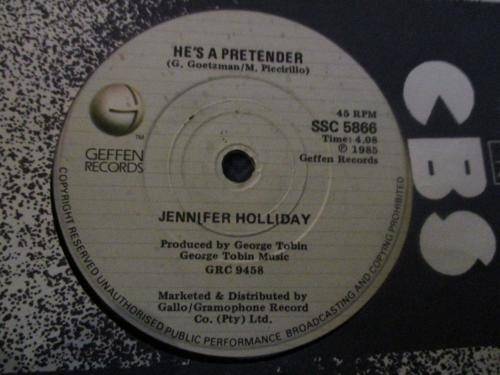 HE'S A PRETENDER
(G. Goetzman/M. Piccirillo)
45 RPM
SSC 5866
Time: 4.08
℗ 1985
Geffen Records
TM
GEFFEN
RECORDS
JENNIFER HOLLIDAY
Produced by George Tobin
George Tobin Music
GRC 9458
Marketed & Distributed by
Gallo/Gramophone Record
Co. (Pty) Ltd.
COPYRIGHT RESERVED UNAUTHORISED PUBLIC PERFORMANCE BROADCASTING AND COPYING PROHIBITED
CBS